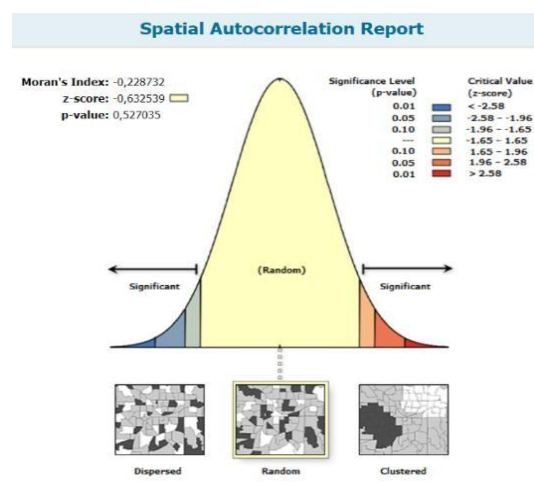 Spatial Autocorrelation Report
Moran's Index: -0,228732
z-score: -0,632539
p-value: 0,527035
Significance Level (p-value)
Critical Value (z-score)
0.01 < -2.58
0.05 -2.58 – -1.96
0.10 -1.96 – -1.65
--- -1.65 – 1.65
0.10 1.65 – 1.96
0.05 1.96 – 2.58
0.01 > 2.58
(Random)
Significant Significant
Dispersed Random Clustered